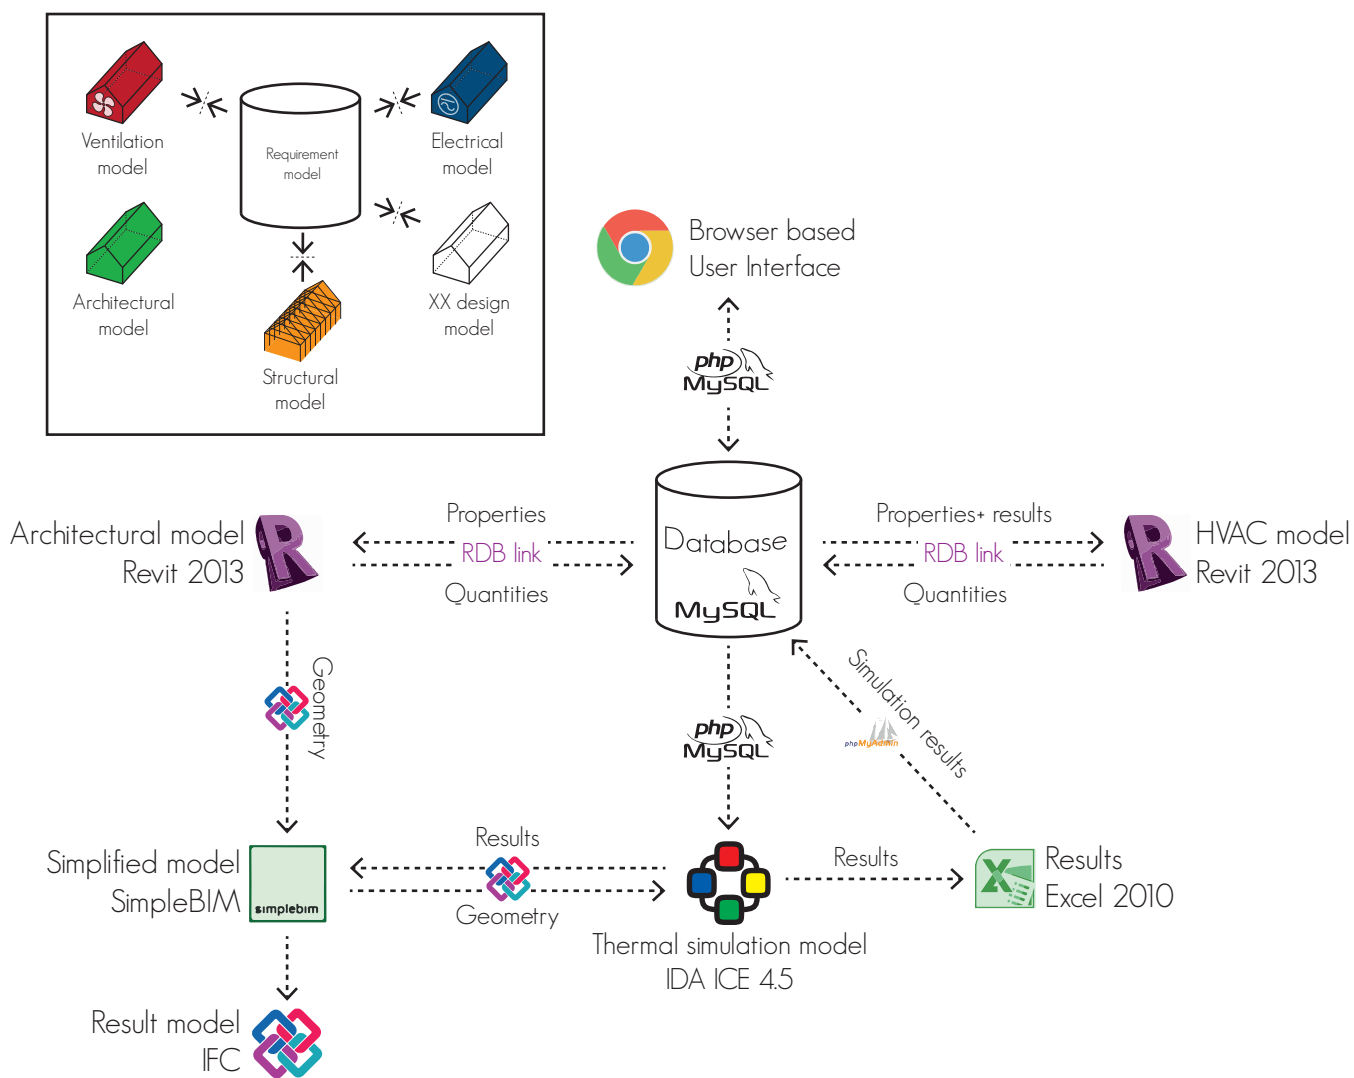 Ventilation
model
Electrical
model
Requirement
model
Architectural
model
XX design
model
Structural
model
Browser based
User Interface
php
MySQL
Architectural model
Revit 2013
Properties
RDB link
Quantities
Database
MySQL
Properties+ results
RDB link
Quantities
HVAC model
Revit 2013
Geometry
php
MySQL
Simulation results
phpMyAdmin
Simplified model
SimpleBIM
simplebim
Results
Geometry
Results
Results
Excel 2010
Thermal simulation model
IDA ICE 4.5
Result model
IFC